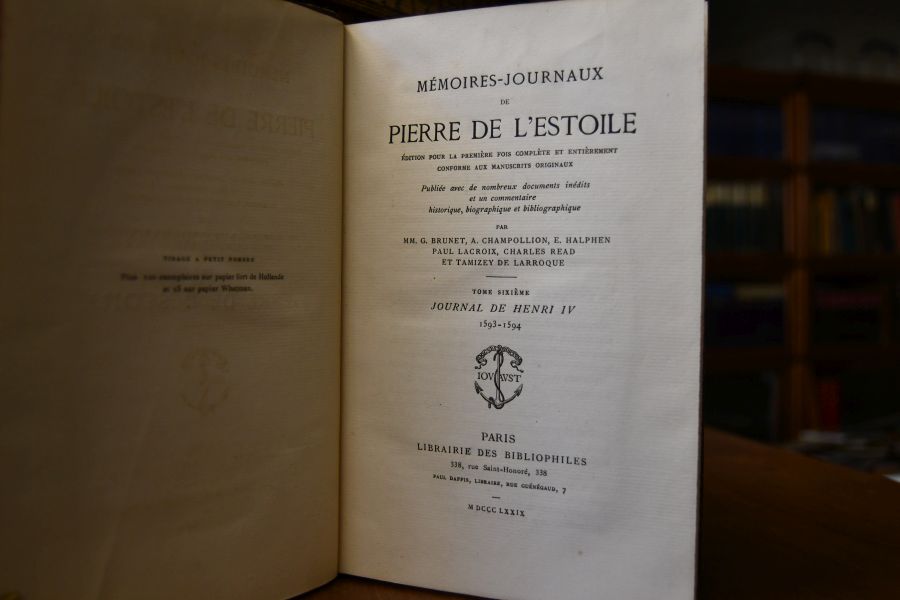 TIRAGE A PETIT NOMBRE
Plus exemplaires sur papier fort de Hollande
et 25 sur papier Whatman.
MÉMOIRES-JOURNAUX
DE
PIERRE DE L'ESTOILE
ÉDITION POUR LA PREMIÈRE FOIS COMPLÈTE ET ENTIÈREMENT
CONFORME AUX MANUSCRITS ORIGINAUX
Publiée avec de nombreux documents inédits
et un commentaire
historique, biographique et bibliographique
PAR
MM. G. BRUNET, A. CHAMPOLLION, E. HALPHEN
PAUL LACROIX, CHARLES READ
ET TAMIZEY DE LARROQUE
TOME SIXIÈME
JOURNAL DE HENRI IV
1593-1594
IOVAVST
PARIS
LIBRAIRIE DES BIBLIOPHILES
338, rue Saint-Honoré, 338
PAUL DAFFIS, LIBRAIRE, RUE GUÉNÉGAUD, 7
M DCCC LXXIX